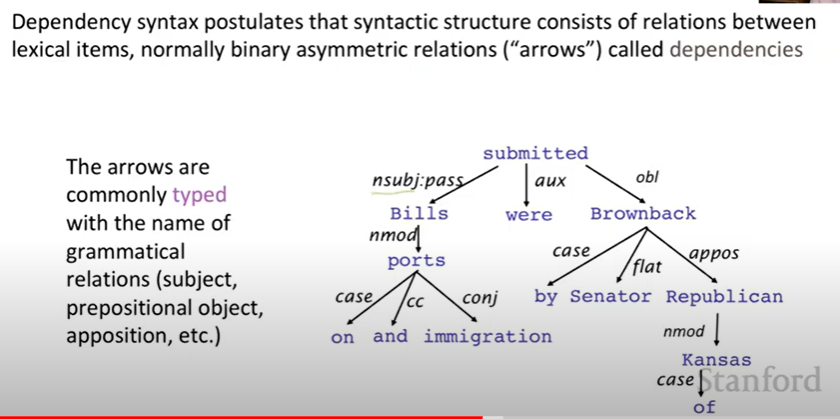 Dependency syntax postulates that syntactic structure consists of relations between
lexical items, normally binary asymmetric relations (“arrows”) called dependencies
The arrows are
commonly typed
with the name of
grammatical
relations (subject,
prepositional object,
apposition, etc.)
submitted
nsubj:pass aux obl
Bills were Brownback
nmod case flat appos
ports by Senator Republican
case cc conj nmod
on and immigration Kansas
case Stanford
of